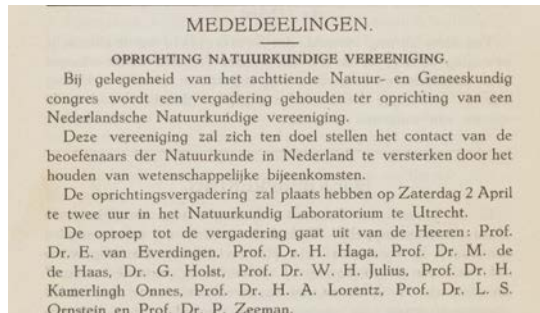 MEDEDEELINGEN.
OPRICHTING NATUURKUNDIGE VEREENIGING.
Bij gelegenheid van het achttiende Natuur- en Geneeskundig
congres wordt een vergadering gehouden ter oprichting van een
Nederlandsche Natuurkundige vereeniging.
Deze vereeniging zal zich ten doel stellen het contact van de
beoefenaars der Natuurkunde in Nederland te versterken door het
houden van wetenschappelijke bijeenkomsten.
De oprichtingsvergadering zal plaats hebben op Zaterdag 2 April
te twee uur in het Natuurkundig Laboratorium te Utrecht.
De oproep tot de vergadering gaat uit van de Heeren: Prof.
Dr. E. van Everdingen, Prof. Dr. H. Haga, Prof. Dr. M. de
de Haas, Dr. G. Holst, Prof. Dr. W. H. Julius, Prof. Dr. H.
Kamerlingh Onnes, Prof. Dr. H. A. Lorentz, Prof. Dr. L. S.
Ornstein en Prof. Dr. P. Zeeman.